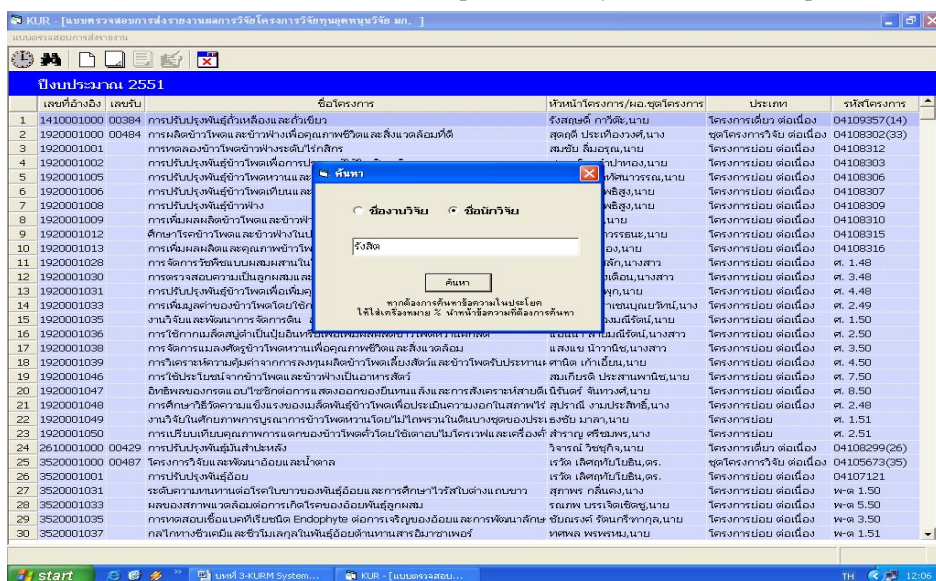 KUR - [แบบตรวจสอบการส่งรายงานผลการวิจัยโครงการวิจัยทุนอุดหนุนวิจัย มก. ]
แบบตรวจสอบการส่งรายงาน
ปีงบประมาณ 2551
เลขที่อ้างอิง เลขรับ ชื่อโครงการ หัวหน้าโครงการ/ผอ.ชุดโครงการ ประเภท รหัสโครงการ
1 1410001000 00384 การปรับปรุงพันธุ์ถั่วเหลืองและถั่วเขียว รังสฤษดิ์ กาวีต๊ะ,นาย โครงการเดี่ยว ต่อเนื่อง 04109357(14)
2 1920001000 00484 การผลิตข้าวโพดและข้าวฟ่างเพื่อคุณภาพชีวิตและสิ่งแวดล้อมที่ดี สุดฤดี ประเทืองวงศ์,นาง ชุดโครงการวิจัย ต่อเนื่อง 04108302(33)
3 1920001001 การทดลองข้าวโพดข้าวฟ่างระดับไร่กสิกร สมชัย ลิ่มอรุณ,นาย โครงการย่อย ต่อเนื่อง 04108312
4 1920001002 การปรับปรุงพันธุ์ข้าวโพดเพื่อการ โครงการย่อย ต่อเนื่อง 04108303
5 1920001005 การปรับปรุงพันธุ์ข้าวโพดหวานและ ทัศนาวรรณ,นาย โครงการย่อย ต่อเนื่อง 04108306
6 1920001006 การปรับปรุงพันธุ์ข้าวโพดเทียนและ โครงการย่อย ต่อเนื่อง 04108307
7 1920001008 การปรับปรุงพันธุ์ข้าวฟ่าง โครงการย่อย ต่อเนื่อง 04108309
8 1920001009 การเพิ่มผลผลิตข้าวโพดและข้าวฟ่า ,นาย โครงการย่อย ต่อเนื่อง 04108310
9 1920001012 ศึกษาโรคข้าวโพดและข้าวฟ่างใน โครงการย่อย ต่อเนื่อง 04108315
10 1920001013 การเพิ่มผลผลิตและคุณภาพข้าวโพ อง,นาย โครงการย่อย ต่อเนื่อง 04108316
11 1920001028 การจัดการวัชพืชแบบผสมผสานใน ลัก,นางสาว โครงการย่อย ต่อเนื่อง ศ. 1.48
12 1920001030 การตรวจสอบความเป็นลูกผสมและ เดือน,นางสาว โครงการย่อย ต่อเนื่อง ศ. 3.48
13 1920001031 การปรับปรุงพันธุ์ข้าวโพดเพื่อเพิ่ม ,นาย โครงการย่อย ต่อเนื่อง ศ. 4.48
14 1920001033 การเพิ่มมูลค่าของข้าวโพดโดยใช้ โครงการย่อย ต่อเนื่อง ศ. 2.49
15 1920001035 งานวิจัยและพัฒนาการจัดการดิน มณีรัตน์,นาย โครงการย่อย ต่อเนื่อง ศ. 1.50
16 1920001036 การใช้กากเมล็ดสบู่ดำเป็นปุ๋ยอินทรีย์เพื่อเพิ่มผลผลิตข้าวโพดหวานฝักสด โครงการย่อย ต่อเนื่อง ศ. 2.50
17 1920001038 การจัดการแมลงศัตรูข้าวโพดหวานเพื่อคุณภาพชีวิตและสิ่งแวดล้อม แสงแข น้าวานิช,นางสาว โครงการย่อย ต่อเนื่อง ศ. 3.50
18 1920001039 การวิเคราะห์ความคุ้มค่าจากการลงทุนผลิตข้าวโพดเลี้ยงสัตว์และข้าวโพดรับประทาน ศานิต เก้าเอี้ยน,นาย โครงการย่อย ต่อเนื่อง ศ. 4.50
19 1920001046 การใช้ประโยชน์จากข้าวโพดและข้าวฟ่างเป็นอาหารสัตว์ สมเกียรติ ประสานพานิช,นาย โครงการย่อย ต่อเนื่อง ศ. 7.50
20 1920001047 อิทธิพลของกรดแอบไซซิกต่อการแสดงออกของยีนทนแล้งและการสังเคราะห์สาย นิรันดร์ จันทวงศ์,นาย โครงการย่อย ต่อเนื่อง ศ. 8.50
21 1920001048 การศึกษาวิธีวัดความแข็งแรงของเมล็ดพันธุ์ข้าวโพดเพื่อประเมินความงอกในสภาพไร่ สุปราณี งามประสิทธิ์,นาง โครงการย่อย ต่อเนื่อง ศ. 2.48
22 1920001049 งานวิจัยในศักยภาพการบูรณาการข้าวโพดหวานโดยไม่ไถพรวนในดินบางชุดของประ ธงชัย มาลา,นาย โครงการย่อย ศ. 1.51
23 1920001050 การเปรียบเทียบคุณภาพการแตกของข้าวโพดคั่วโดยใช้เตาอบไมโครเวฟและเครื่องคั่ สำราญ ศรีชมพร,นาง โครงการย่อย ศ. 2.51
24 2610001000 00429 การปรับปรุงพันธุ์มันสำปะหลัง วิจารณ์ วิชชุกิจ,นาย โครงการเดี่ยว ต่อเนื่อง 04108299(26)
25 3520001000 00487 โครงการวิจัยและพัฒนาอ้อยและน้ำตาล เรวัต เลิศฤทัยโยธิน,ดร. ชุดโครงการวิจัย ต่อเนื่อง 04105673(35)
26 3520001001 การปรับปรุงพันธุ์อ้อย เรวัต เลิศฤทัยโยธิน,ดร. โครงการย่อย ต่อเนื่อง 04107121
27 3520001031 ระดับความทนทานต่อโรคใบขาวของพันธุ์อ้อยและการศึกษาไวรัสใบด่างแถบขาว สุภาพร กลิ่นคง,นาง โครงการย่อย ต่อเนื่อง พ-ด 1.50
28 3520001033 ผลของสภาพแวดล้อมต่อการเกิดโรคของอ้อยพันธุ์ลูกผสม รณภพ บรรเจิดเชิดชู,นาย โครงการย่อย ต่อเนื่อง พ-ด 5.50
29 3520001035 การทดสอบเชื้อแบคทีเรียชนิด Endophyte ต่อการเจริญของอ้อยและการพัฒนาลักษ ชัยณรงค์ รัตนกรีฑากุล,นาย โครงการย่อย ต่อเนื่อง พ-ด 3.50
30 3520001037 กลไกทางชีวเคมีและชีวโมเลกุลในพันธุ์อ้อยต้านทานสารอิมาซาเพอร์ ทศพล พรพรหม,นาย โครงการย่อย ต่อเนื่อง พ-ด 1.51
ค้นหา
ชื่องานวิจัย ชื่อนักวิจัย
รังสิต
ค้นหา
หากต้องการค้นหาข้อความในประโยค
ให้ใส่เครื่องหมาย % นำหน้าข้อความที่ต้องการค้นหา
start บทที่ 3-KURM System... KUR - [แบบตรวจสอบ... TH 12:06